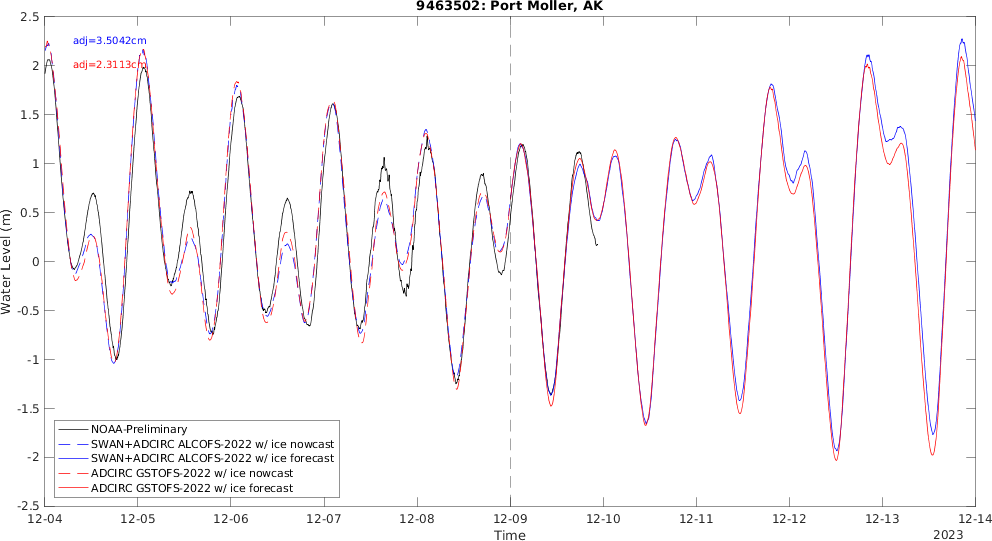 9463502: Port Moller, AK
adj=3.5042cm
adj=2.3113cm
Water Level (m)
2.5
2
1.5
1
0.5
0
-0.5
-1
-1.5
-2
-2.5
NOAA-Preliminary
SWAN+ADCIRC ALCOFS-2022 w/ ice nowcast
SWAN+ADCIRC ALCOFS-2022 w/ ice forecast
ADCIRC GSTOFS-2022 w/ ice nowcast
ADCIRC GSTOFS-2022 w/ ice forecast
12-04 12-05 12-06 12-07 12-08 12-09 12-10 12-11 12-12 12-13 12-14
Time
2023